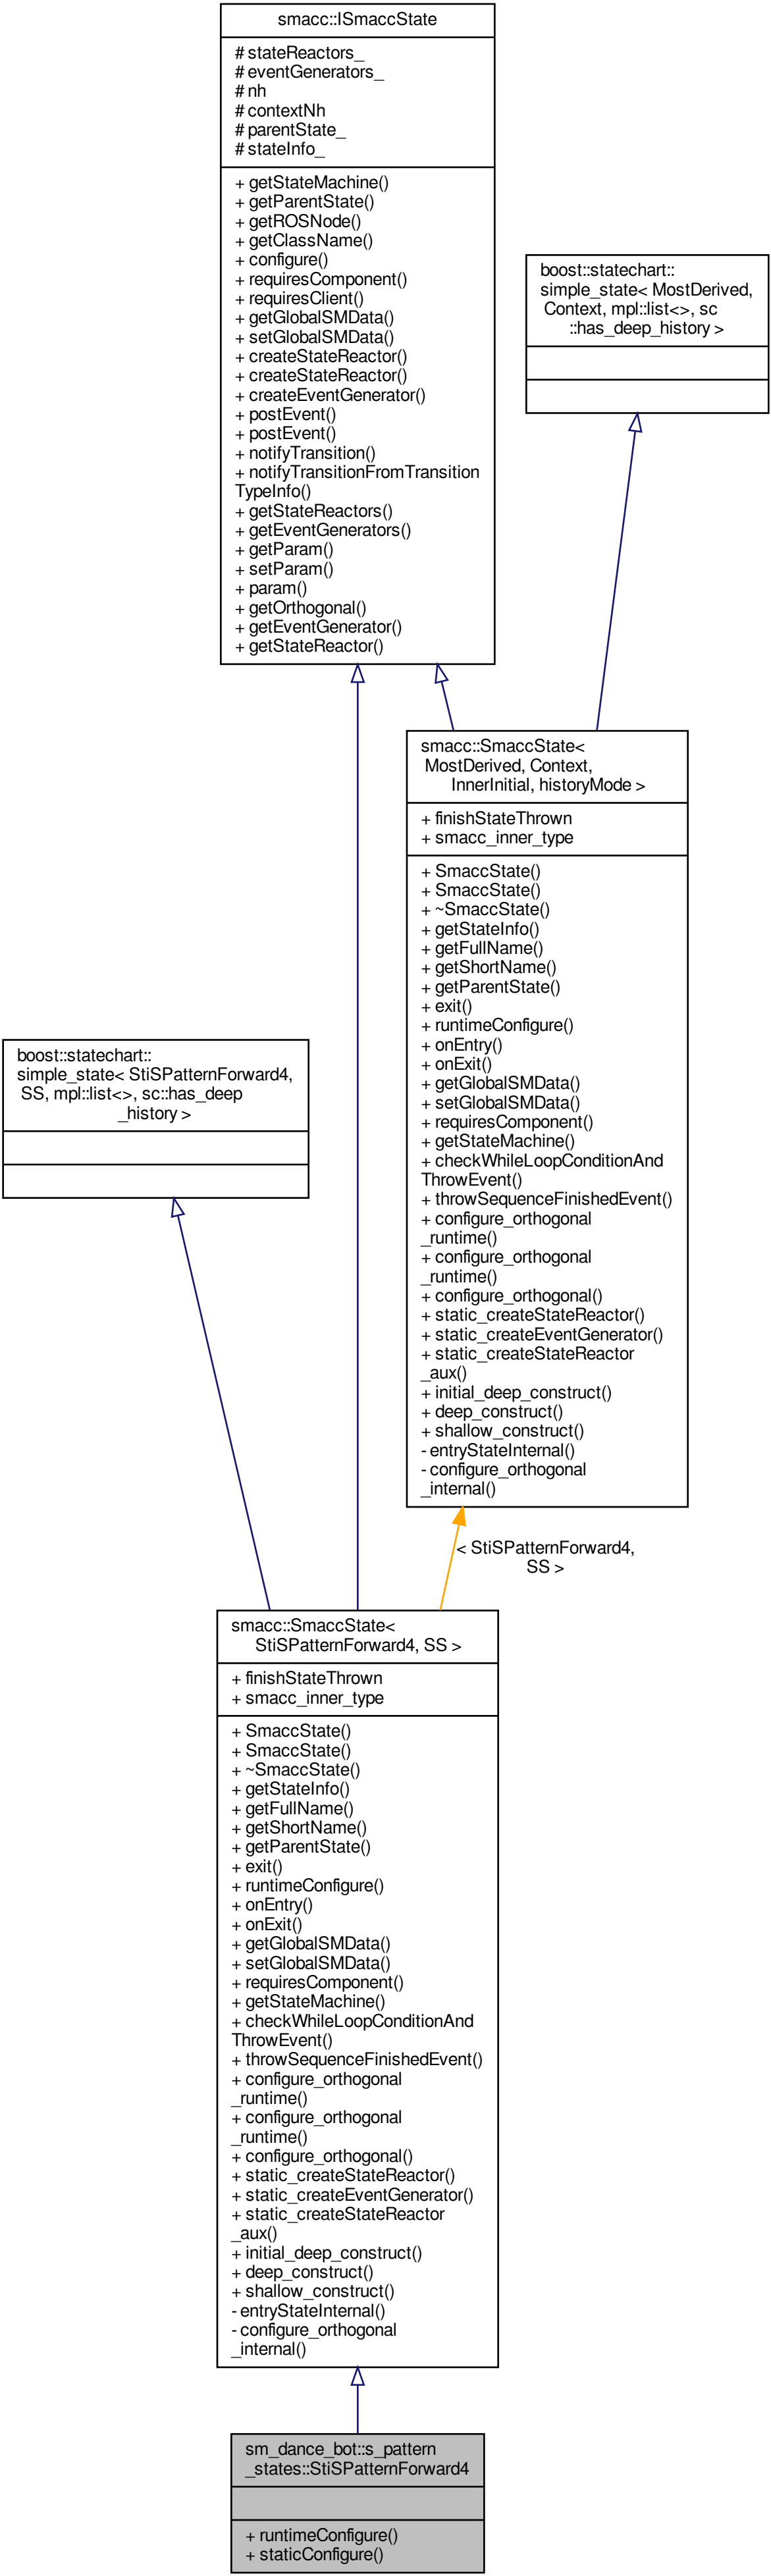 smacc::ISmaccState
# stateReactors_
# eventGenerators_
# nh
# contextNh
# parentState_
# stateInfo_
+ getStateMachine()
+ getParentState()
+ getROSNode()
+ getClassName()
+ configure()
+ requiresComponent()
+ requiresClient()
+ getGlobalSMData()
+ setGlobalSMData()
+ createStateReactor()
+ createStateReactor()
+ createEventGenerator()
+ postEvent()
+ postEvent()
+ notifyTransition()
+ notifyTransitionFromTransition
TypeInfo()
+ getStateReactors()
+ getEventGenerators()
+ getParam()
+ setParam()
+ param()
+ getOrthogonal()
+ getEventGenerator()
+ getStateReactor()
boost::statechart::
simple_state< MostDerived,
Context, mpl::list<>, sc
::has_deep_history >
smacc::SmaccState<
MostDerived, Context,
InnerInitial, historyMode >
+ finishStateThrown
+ smacc_inner_type
+ SmaccState()
+ SmaccState()
+ ~SmaccState()
+ getStateInfo()
+ getFullName()
+ getShortName()
+ getParentState()
+ exit()
+ runtimeConfigure()
+ onEntry()
+ onExit()
+ getGlobalSMData()
+ setGlobalSMData()
+ requiresComponent()
+ getStateMachine()
+ checkWhileLoopConditionAnd
ThrowEvent()
+ throwSequenceFinishedEvent()
+ configure_orthogonal
_runtime()
+ configure_orthogonal
_runtime()
+ configure_orthogonal()
+ static_createStateReactor()
+ static_createEventGenerator()
+ static_createStateReactor
_aux()
+ initial_deep_construct()
+ deep_construct()
+ shallow_construct()
- entryStateInternal()
- configure_orthogonal
_internal()
boost::statechart::
simple_state< StiSPatternForward4,
SS, mpl::list<>, sc::has_deep
_history >
< StiSPatternForward4,
SS >
smacc::SmaccState<
StiSPatternForward4, SS >
+ finishStateThrown
+ smacc_inner_type
+ SmaccState()
+ SmaccState()
+ ~SmaccState()
+ getStateInfo()
+ getFullName()
+ getShortName()
+ getParentState()
+ exit()
+ runtimeConfigure()
+ onEntry()
+ onExit()
+ getGlobalSMData()
+ setGlobalSMData()
+ requiresComponent()
+ getStateMachine()
+ checkWhileLoopConditionAnd
ThrowEvent()
+ throwSequenceFinishedEvent()
+ configure_orthogonal
_runtime()
+ configure_orthogonal
_runtime()
+ configure_orthogonal()
+ static_createStateReactor()
+ static_createEventGenerator()
+ static_createStateReactor
_aux()
+ initial_deep_construct()
+ deep_construct()
+ shallow_construct()
- entryStateInternal()
- configure_orthogonal
_internal()
sm_dance_bot::s_pattern
_states::StiSPatternForward4
+ runtimeConfigure()
+ staticConfigure()